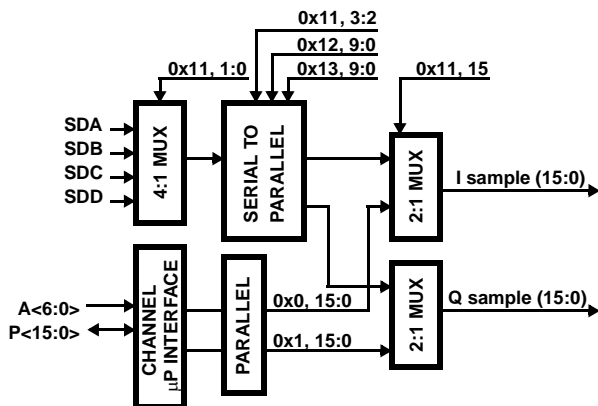 0x11, 3:2
0x12, 9:0
0x13, 9:0
0x11, 1:0
0x11, 15
SDA
SDB
SDC
SDD
4:1 MUX
SERIAL TO
PARALLEL
2:1 MUX
I sample (15:0)
A<6:0>
P<15:0>
CHANNEL
µP INTERFACE
PARALLEL
0x0, 15:0
0x1, 15:0
2:1 MUX
Q sample (15:0)